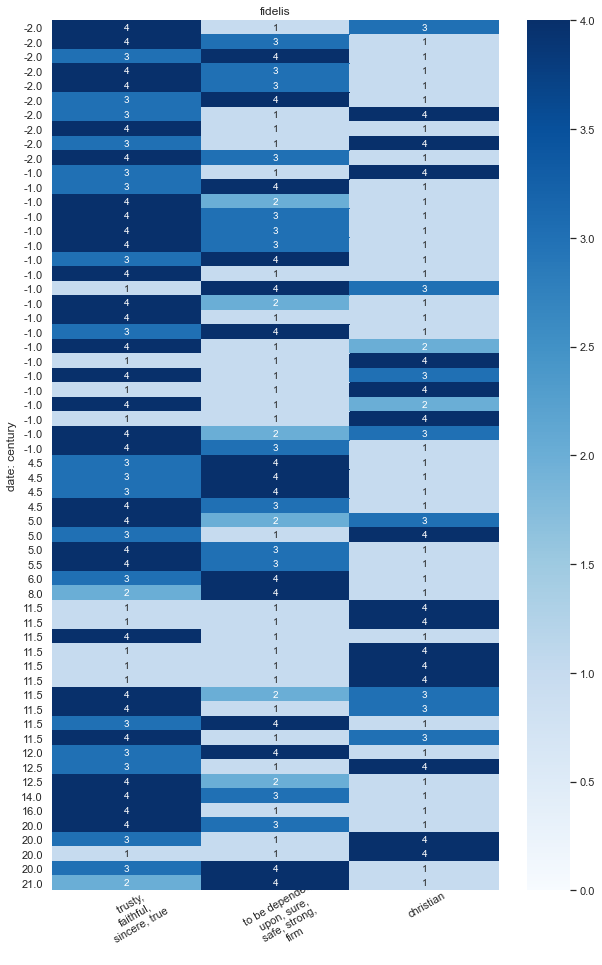 fidelis
-2.0 4 1 3
-2.0 4 3 1
-2.0 3 4 1
-2.0 4 3 1
-2.0 4 3 1
-2.0 3 4 1
-2.0 3 1 4
-2.0 4 1 1
-2.0 3 1 4
-2.0 4 3 1
-1.0 3 1 4
-1.0 3 4 1
-1.0 4 2 1
-1.0 4 3 1
-1.0 4 3 1
-1.0 4 3 1
-1.0 3 4 1
-1.0 4 1 1
-1.0 1 4 3
-1.0 4 2 1
-1.0 4 1 1
-1.0 3 4 1
-1.0 4 1 2
-1.0 1 1 4
-1.0 4 1 3
-1.0 1 1 4
-1.0 4 1 2
-1.0 1 1 4
-1.0 4 2 3
-1.0 4 3 1
4.5 3 4 1
4.5 3 4 1
4.5 3 4 1
4.5 4 3 1
5.0 4 2 3
5.0 3 1 4
5.0 4 3 1
5.5 4 3 1
6.0 3 4 1
8.0 2 4 1
11.5 1 1 4
11.5 1 1 4
11.5 4 1 1
11.5 1 1 4
11.5 1 1 4
11.5 1 1 4
11.5 4 2 3
11.5 4 1 3
11.5 3 4 1
11.5 4 1 3
12.0 3 4 1
12.5 3 1 4
12.5 4 2 1
14.0 4 3 1
16.0 4 1 1
20.0 4 3 1
20.0 3 1 4
20.0 1 1 4
20.0 3 4 1
21.0 2 4 1
date: century
trusty,
faithful,
sincere, true
to be depende
upon, sure,
safe, strong,
firm
christian
4.0
3.5
3.0
2.5
2.0
1.5
1.0
0.5
0.0